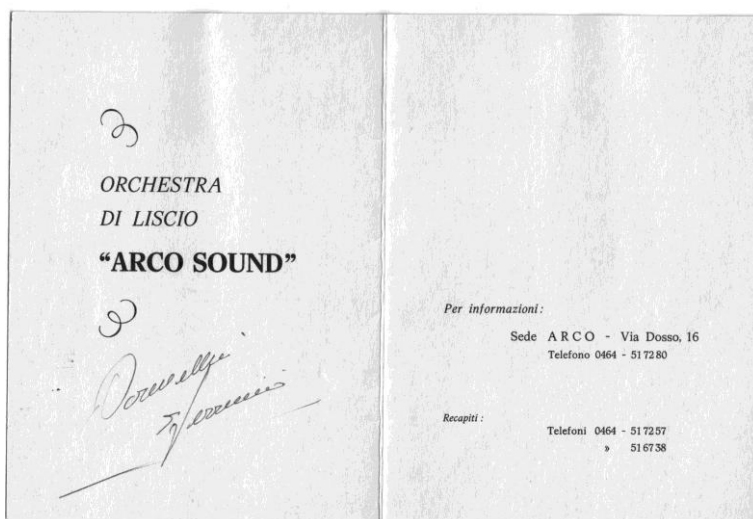 ORCHESTRA
DI LISCIO
“ARCO SOUND”
Per informazioni :
Sede ARCO - Via Dosso, 16
Telefono 0464 - 517280
Recapiti :
Telefoni 0464 - 517257
» 516738